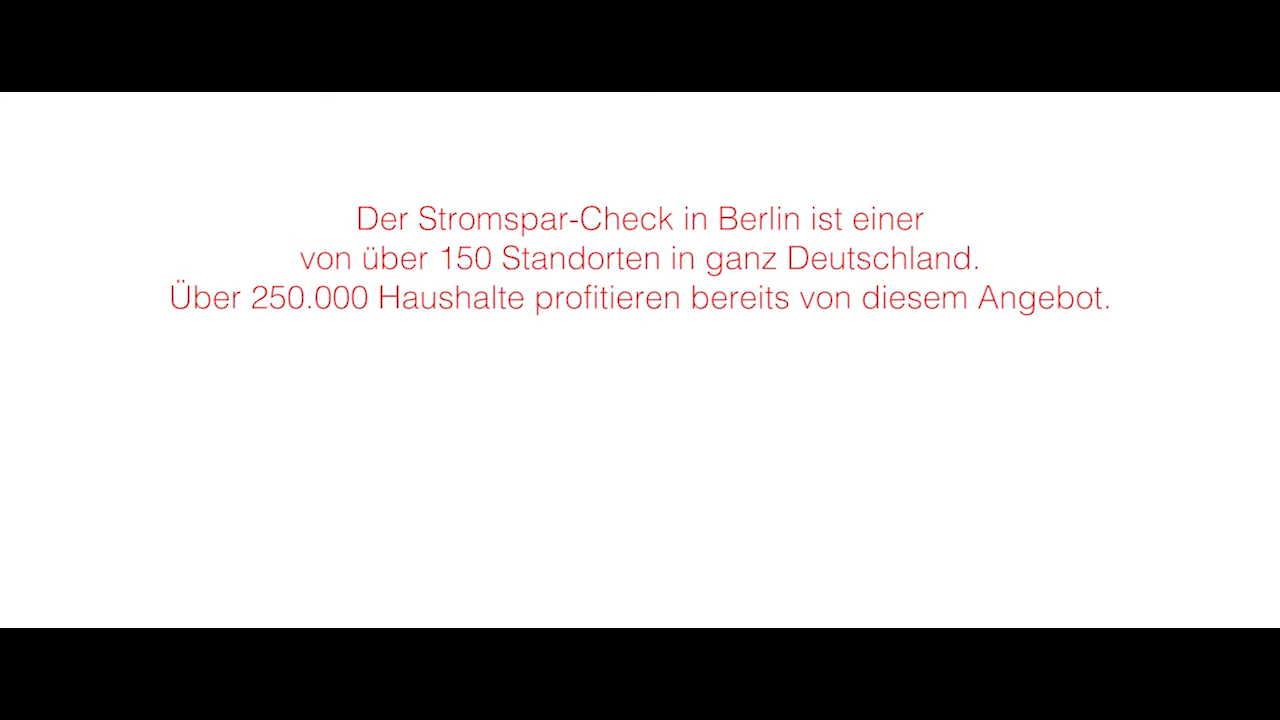 Der Stromspar-Check in Berlin ist einer
von über 150 Standorten in ganz Deutschland.
Über 250.000 Haushalte profitieren bereits von diesem Angebot.